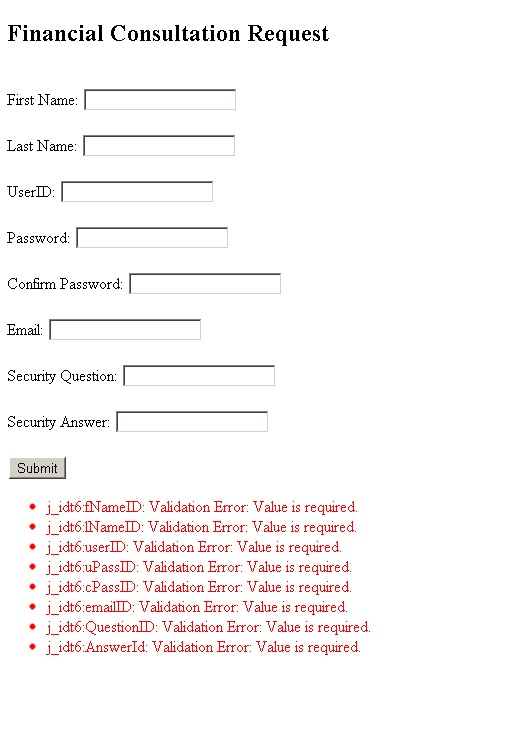 Financial Consultation Request
First Name:
Last Name:
UserID:
Password:
Confirm Password:
Email:
Security Question:
Security Answer:
Submit
j_idt6:fNameID: Validation Error: Value is required.
j_idt6:lNameID: Validation Error: Value is required.
j_idt6:userID: Validation Error: Value is required.
j_idt6:uPassID: Validation Error: Value is required.
j_idt6:cPassID: Validation Error: Value is required.
j_idt6:emailID: Validation Error: Value is required.
j_idt6:QuestionID: Validation Error: Value is required.
j_idt6:AnswerId: Validation Error: Value is required.